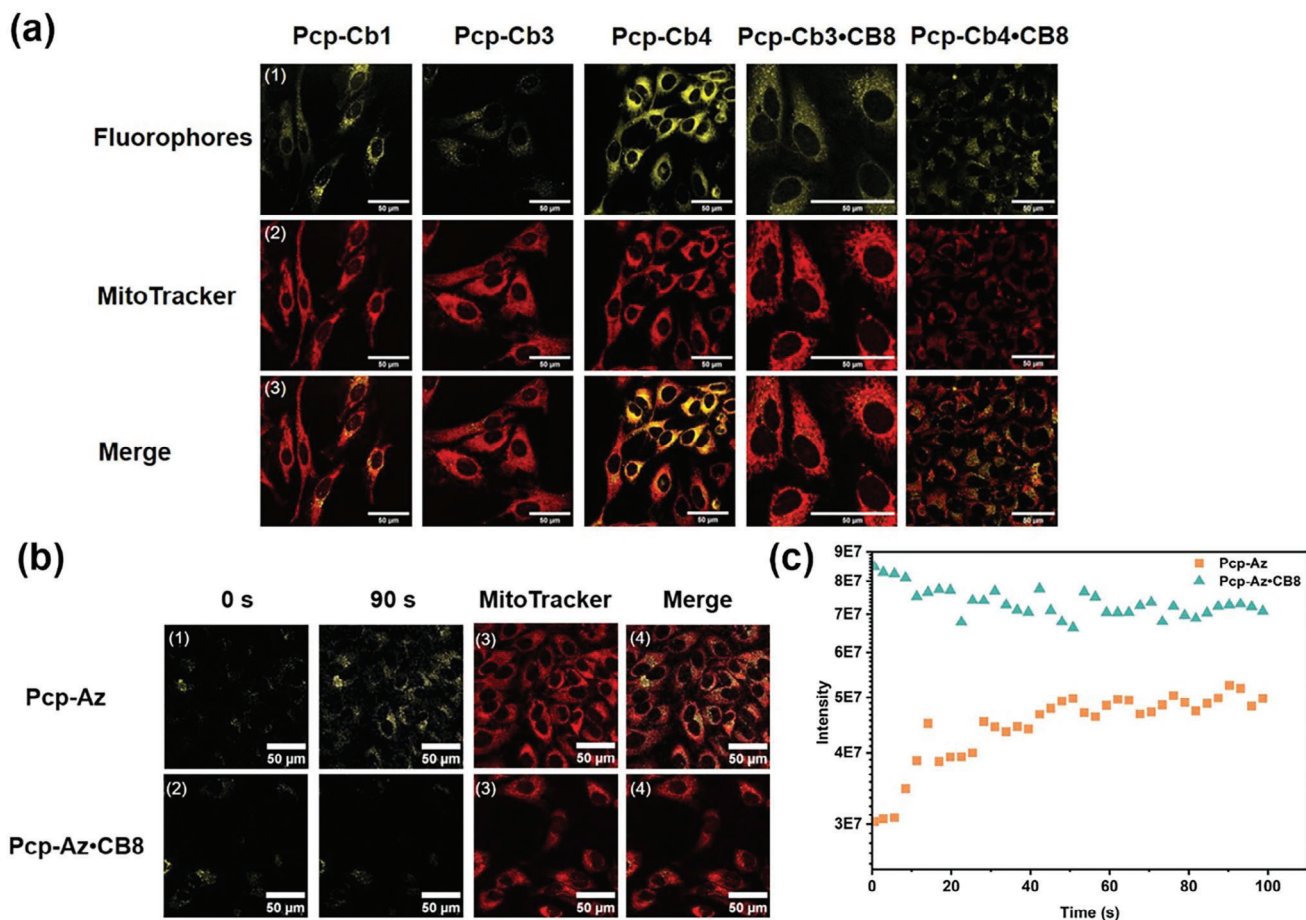 (a)
Pcp-Cb1 Pcp-Cb3 Pcp-Cb4 Pcp-Cb3•CB8 Pcp-Cb4•CB8
Fluorophores
(1)
50 µm 50 µm 50 µm 50 µm 50 µm
MitoTracker
(2)
50 µm 50 µm 50 µm 50 µm 50 µm
Merge
(3)
50 µm 50 µm 50 µm 50 µm 50 µm
(b)
0 s 90 s MitoTracker Merge
Pcp-Az
(1) (3) (4)
50 µm 50 µm 50 µm 50 µm
Pcp-Az•CB8
(2) (3) (4)
50 µm 50 µm 50 µm 50 µm
(c)
Intensity
9E7
8E7
7E7
6E7
5E7
4E7
3E7
Pcp-Az
Pcp-Az•CB8
0 20 40 60 80 100
Time (s)